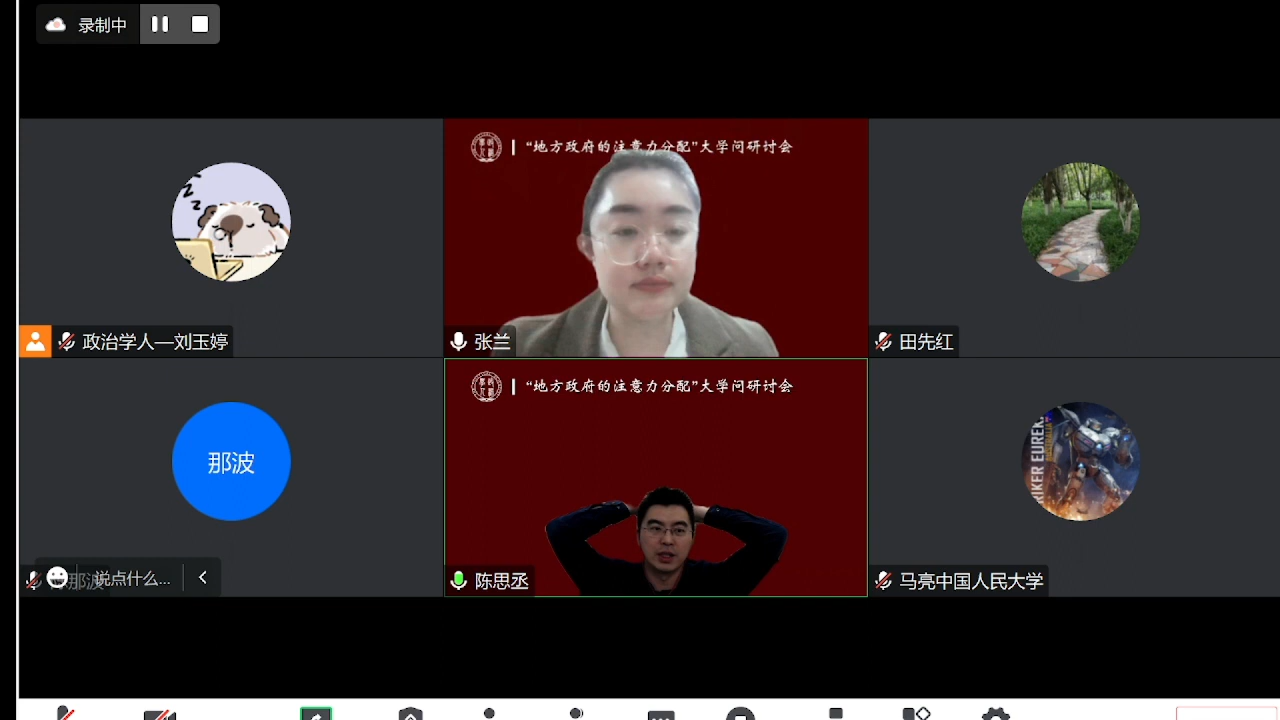 录制中
“地方政府的注意力分配”大学问研讨会
政治学人—刘玉婷
张兰
田先红
“地方政府的注意力分配”大学问研讨会
那波
说点什么...
陈思丞
RIKER EUREK
马亮中国人民大学